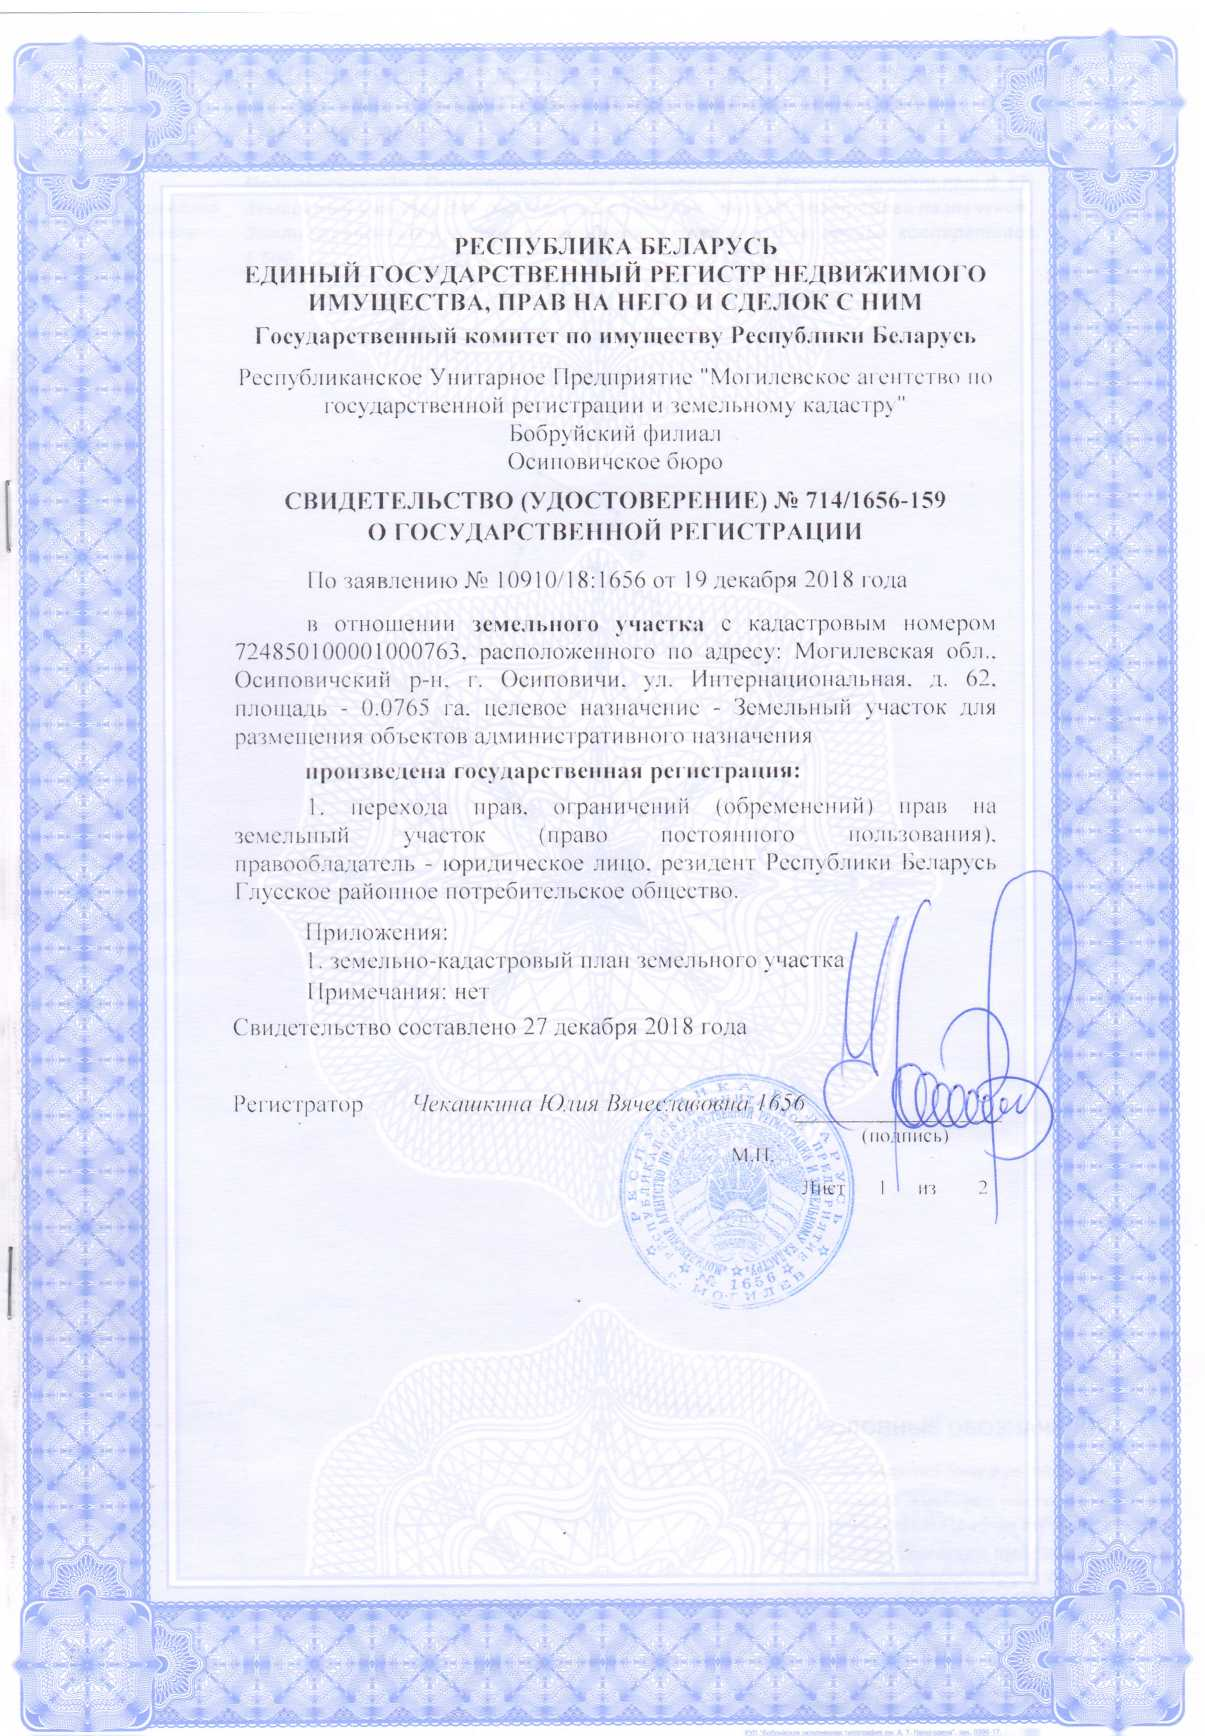 РЕСПУБЛИКА БЕЛАРУСЬ
ЕДИНЫЙ ГОСУДАРСТВЕННЫЙ РЕГИСТР НЕДВИЖИМОГО
ИМУЩЕСТВА, ПРАВ НА НЕГО И СДЕЛОК С НИМ
Государственный комитет по имуществу Республики Беларусь
Республиканское Унитарное Предприятие "Могилевское агентство по
государственной регистрации и земельному кадастру"
Бобруйский филиал
Осиповичское бюро
СВИДЕТЕЛЬСТВО (УДОСТОВЕРЕНИЕ) № 714/1656-159
О ГОСУДАРСТВЕННОЙ РЕГИСТРАЦИИ
По заявлению № 10910/18:1656 от 19 декабря 2018 года
в отношении земельного участка с кадастровым номером
724850100001000763, расположенного по адресу: Могилевская обл.,
Осиповичский р-н, г. Осиповичи, ул. Интернациональная, д. 62,
площадь - 0.0765 га, целевое назначение - Земельный участок для
размещения объектов административного назначения
произведена государственная регистрация:
1. перехода прав, ограничений (обременений) прав на
земельный участок (право постоянного пользования),
правообладатель - юридическое лицо, резидент Республики Беларусь
Глусское районное потребительское общество.
Приложения:
1. земельно-кадастровый план земельного участка
Примечания: нет
Свидетельство составлено 27 декабря 2018 года
Регистратор Чекашкина Юлия Вячеславовна 1656
(подпись)
М.П.
Лист 1 из 2
РЕСПУБЛИКА БЕЛАРУСЬ
№ 1656
Г. МОГИЛЕВ